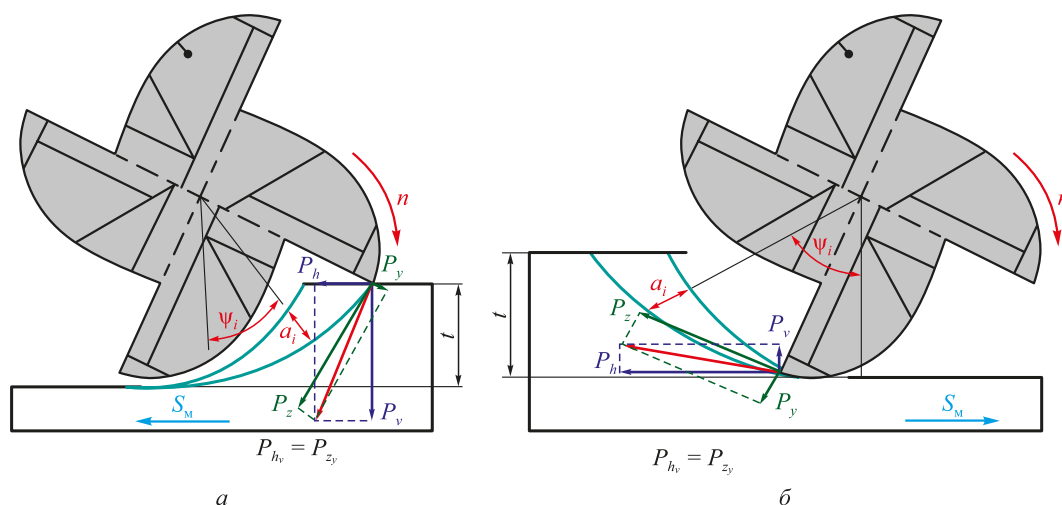 n
P_h
P_y
ψ_i
a_i
t
P_z
P_v
S_м
P_{h_v} = P_{z_y}
а
n
ψ_i
t
a_i
P_z
P_v
P_h
P_y
S_м
P_{h_v} = P_{z_y}
б